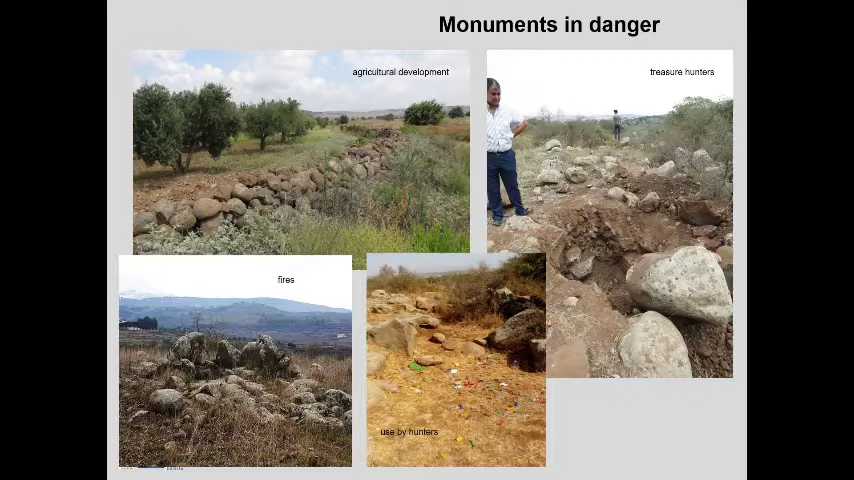 Monuments in danger
agricultural development
treasure hunters
fires
use by hunters